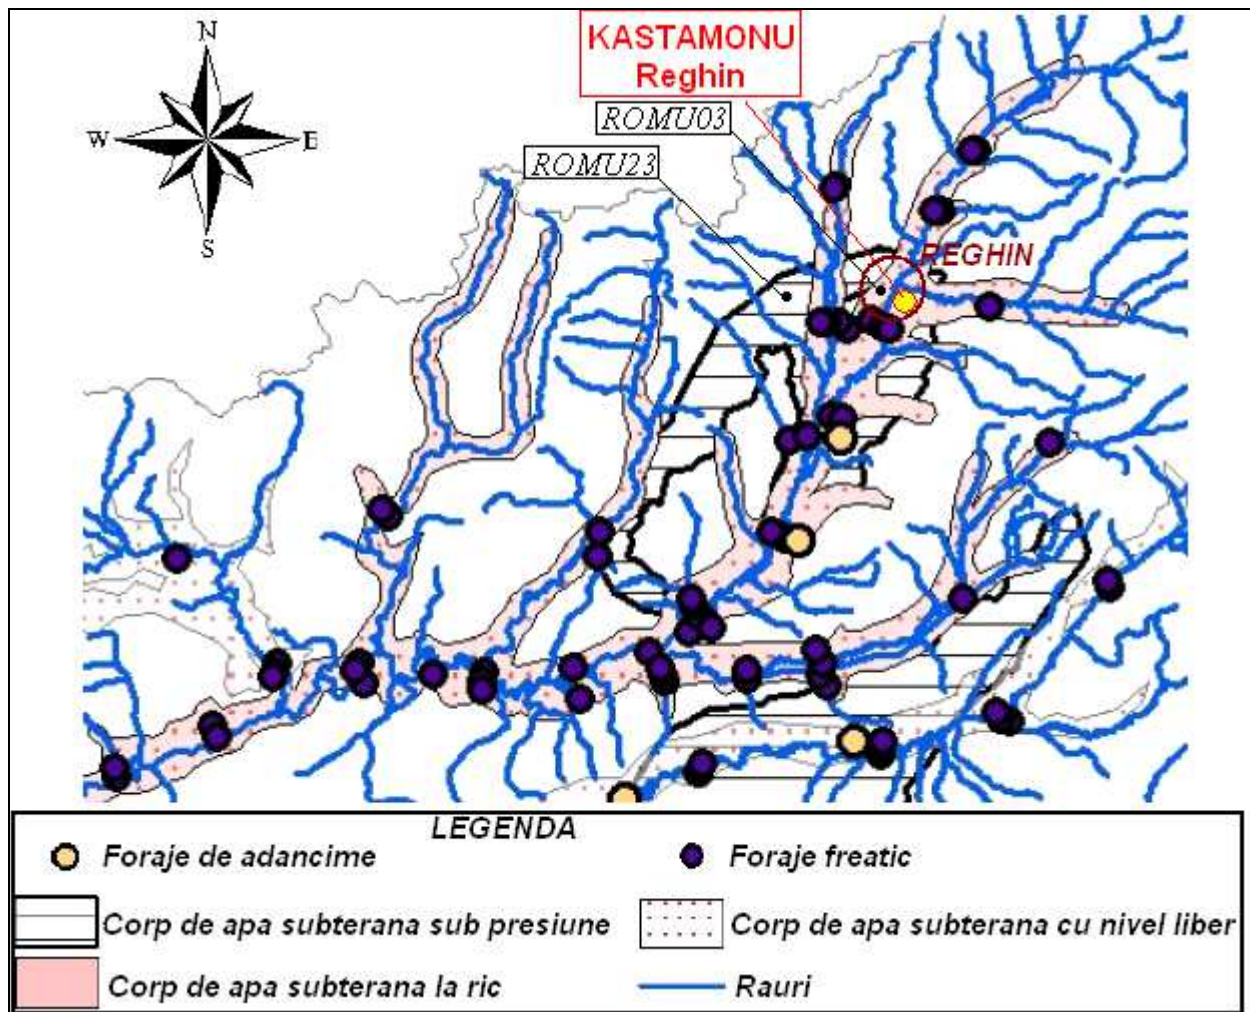 N
KASTAMONU
Reghin
ROMU03
W
E
ROMU23
S
REGHIN
LEGENDA
Foraje de adancime
Foraje freatic
Corp de apa subterana sub presiune
Corp de apa subterana cu nivel liber
Corp de apa subterana la ric
Rauri